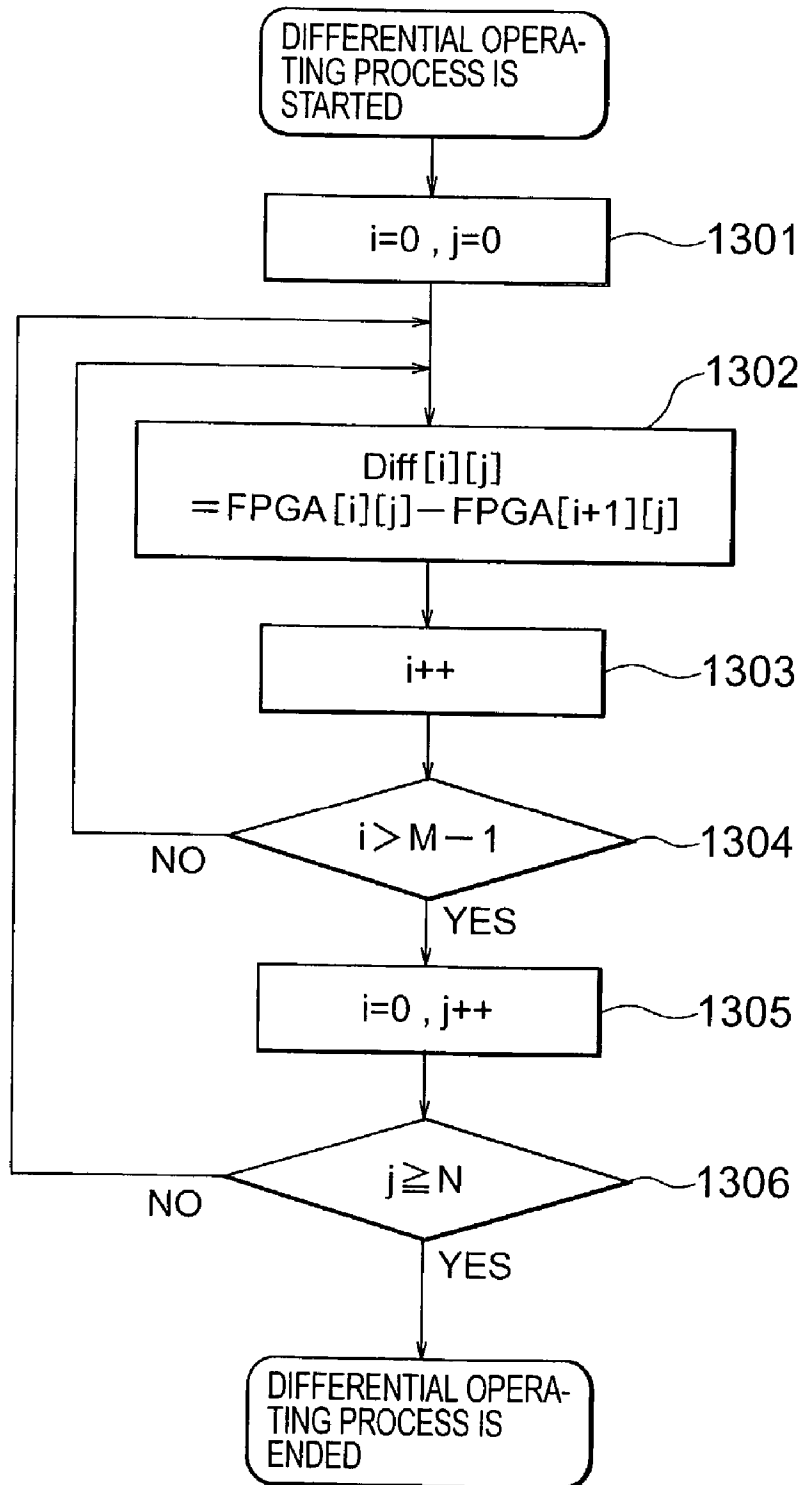 DIFFERENTIAL OPERA-
TING PROCESS IS
STARTED
i=0 , j=0
1301
1302
Diff[i][j]
=FPGA[i][j]-FPGA[i+1][j]
i++
1303
i>M-1
1304
NO
YES
i=0 , j++
1305
j≧N
1306
NO
YES
DIFFERENTIAL OPERA-
TING PROCESS IS
ENDED